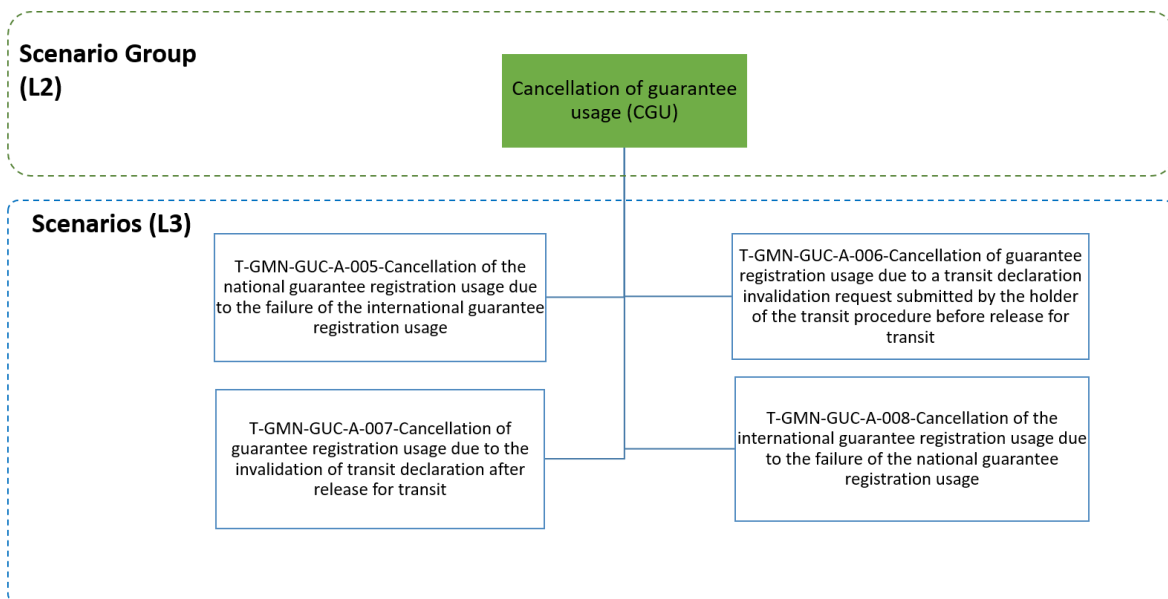 Scenario Group
(L2)
Cancellation of guarantee
usage (CGU)
Scenarios (L3)
T-GMN-GUC-A-005-Cancellation of the
national guarantee registration usage due
to the failure of the international guarantee
registration usage
T-GMN-GUC-A-006-Cancellation of guarantee
registration usage due to a transit declaration
invalidation request submitted by the holder
of the transit procedure before release for
transit
T-GMN-GUC-A-007-Cancellation of
guarantee registration usage due to the
invalidation of transit declaration after
release for transit
T-GMN-GUC-A-008-Cancellation of the
international guarantee registration usage due
to the failure of the national guarantee
registration usage